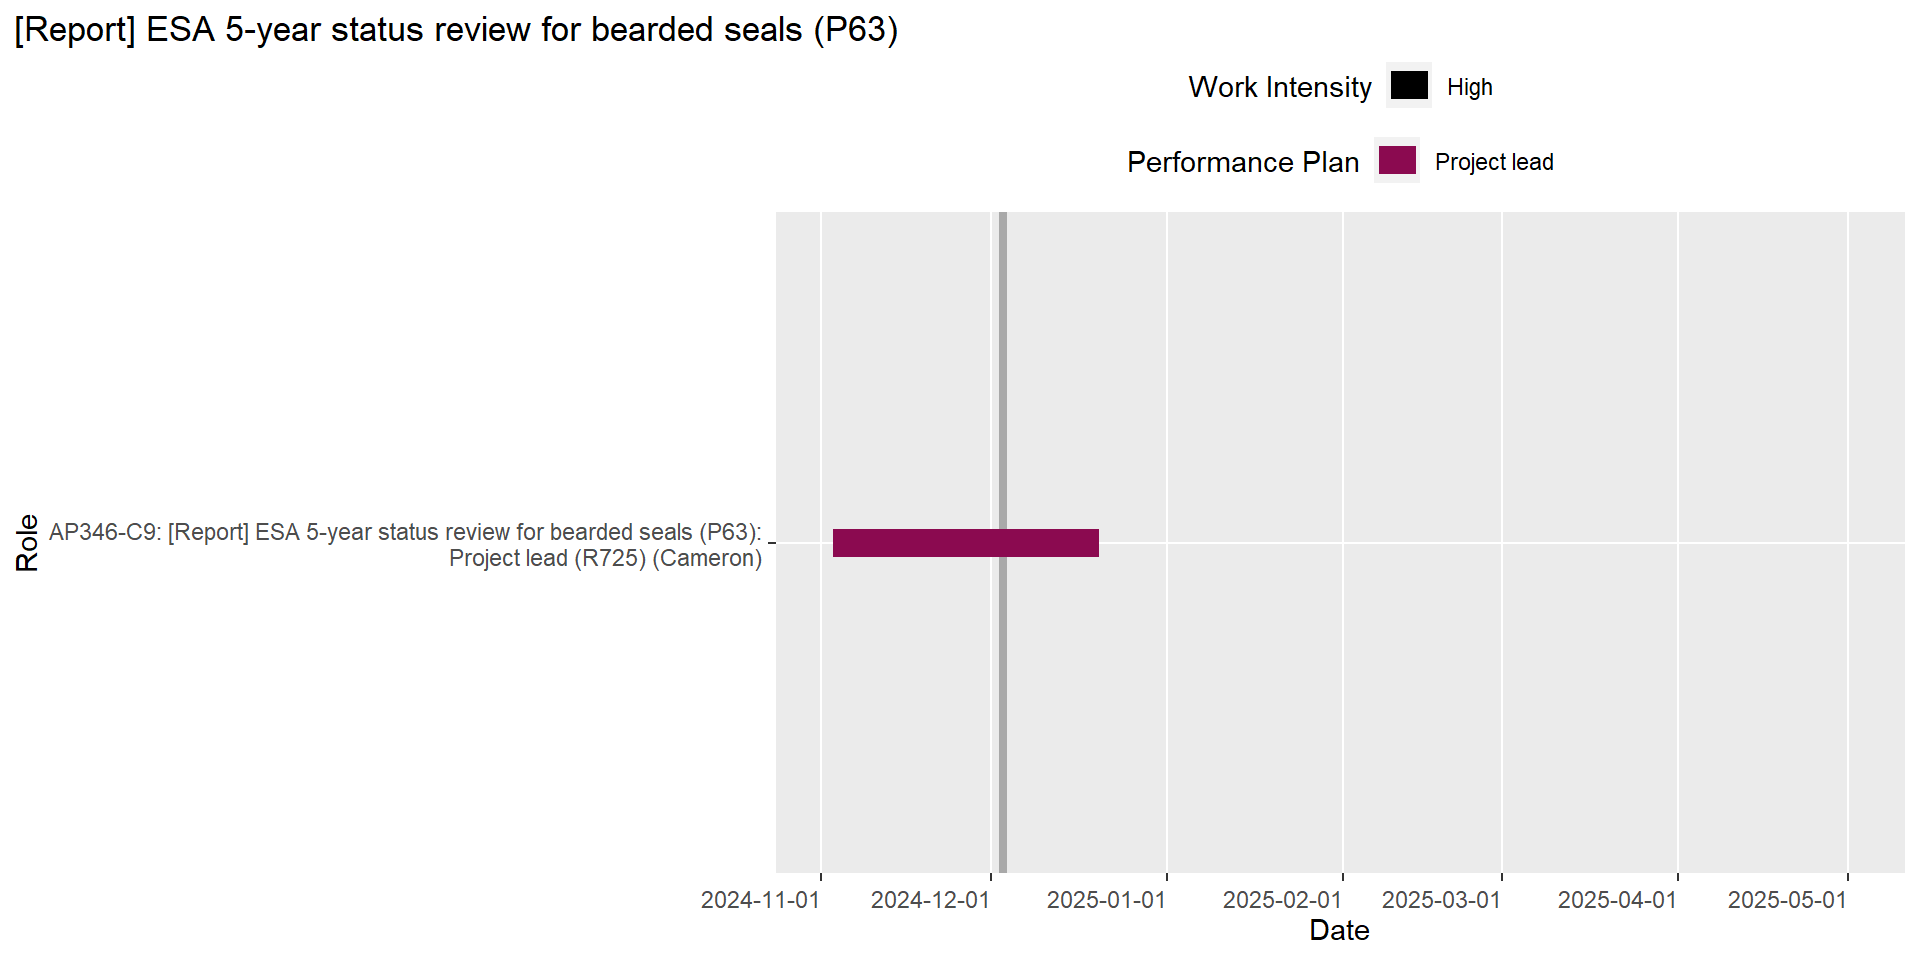 [Report] ESA 5-year status review for bearded seals (P63)
Work Intensity High
Performance Plan Project lead
Role
AP346-C9: [Report] ESA 5-year status review for bearded seals (P63):
Project lead (R725) (Cameron)
2024-11-01 2024-12-01 2025-01-01 2025-02-01 2025-03-01 2025-04-01 2025-05-01
Date